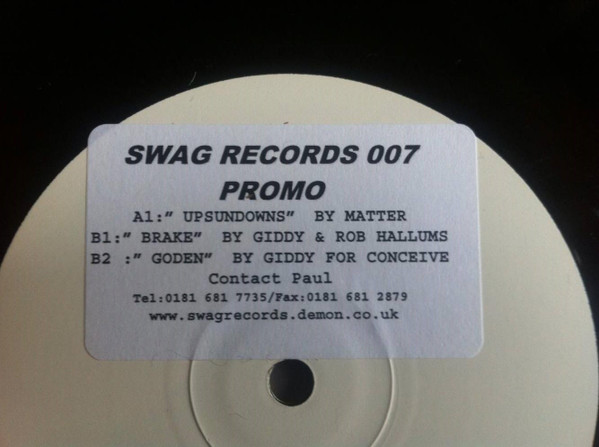 SWAG RECORDS 007
PROMO
A1:" UPSUNDOWNS" BY MATTER
B1:" BRAKE" BY GIDDY & ROB HALLUMS
B2 :" GODEN" BY GIDDY FOR CONCEIVE
Contact Paul
Tel:0181 681 7735/Fax:0181 681 2879
www.swagrecords.demon.co.uk